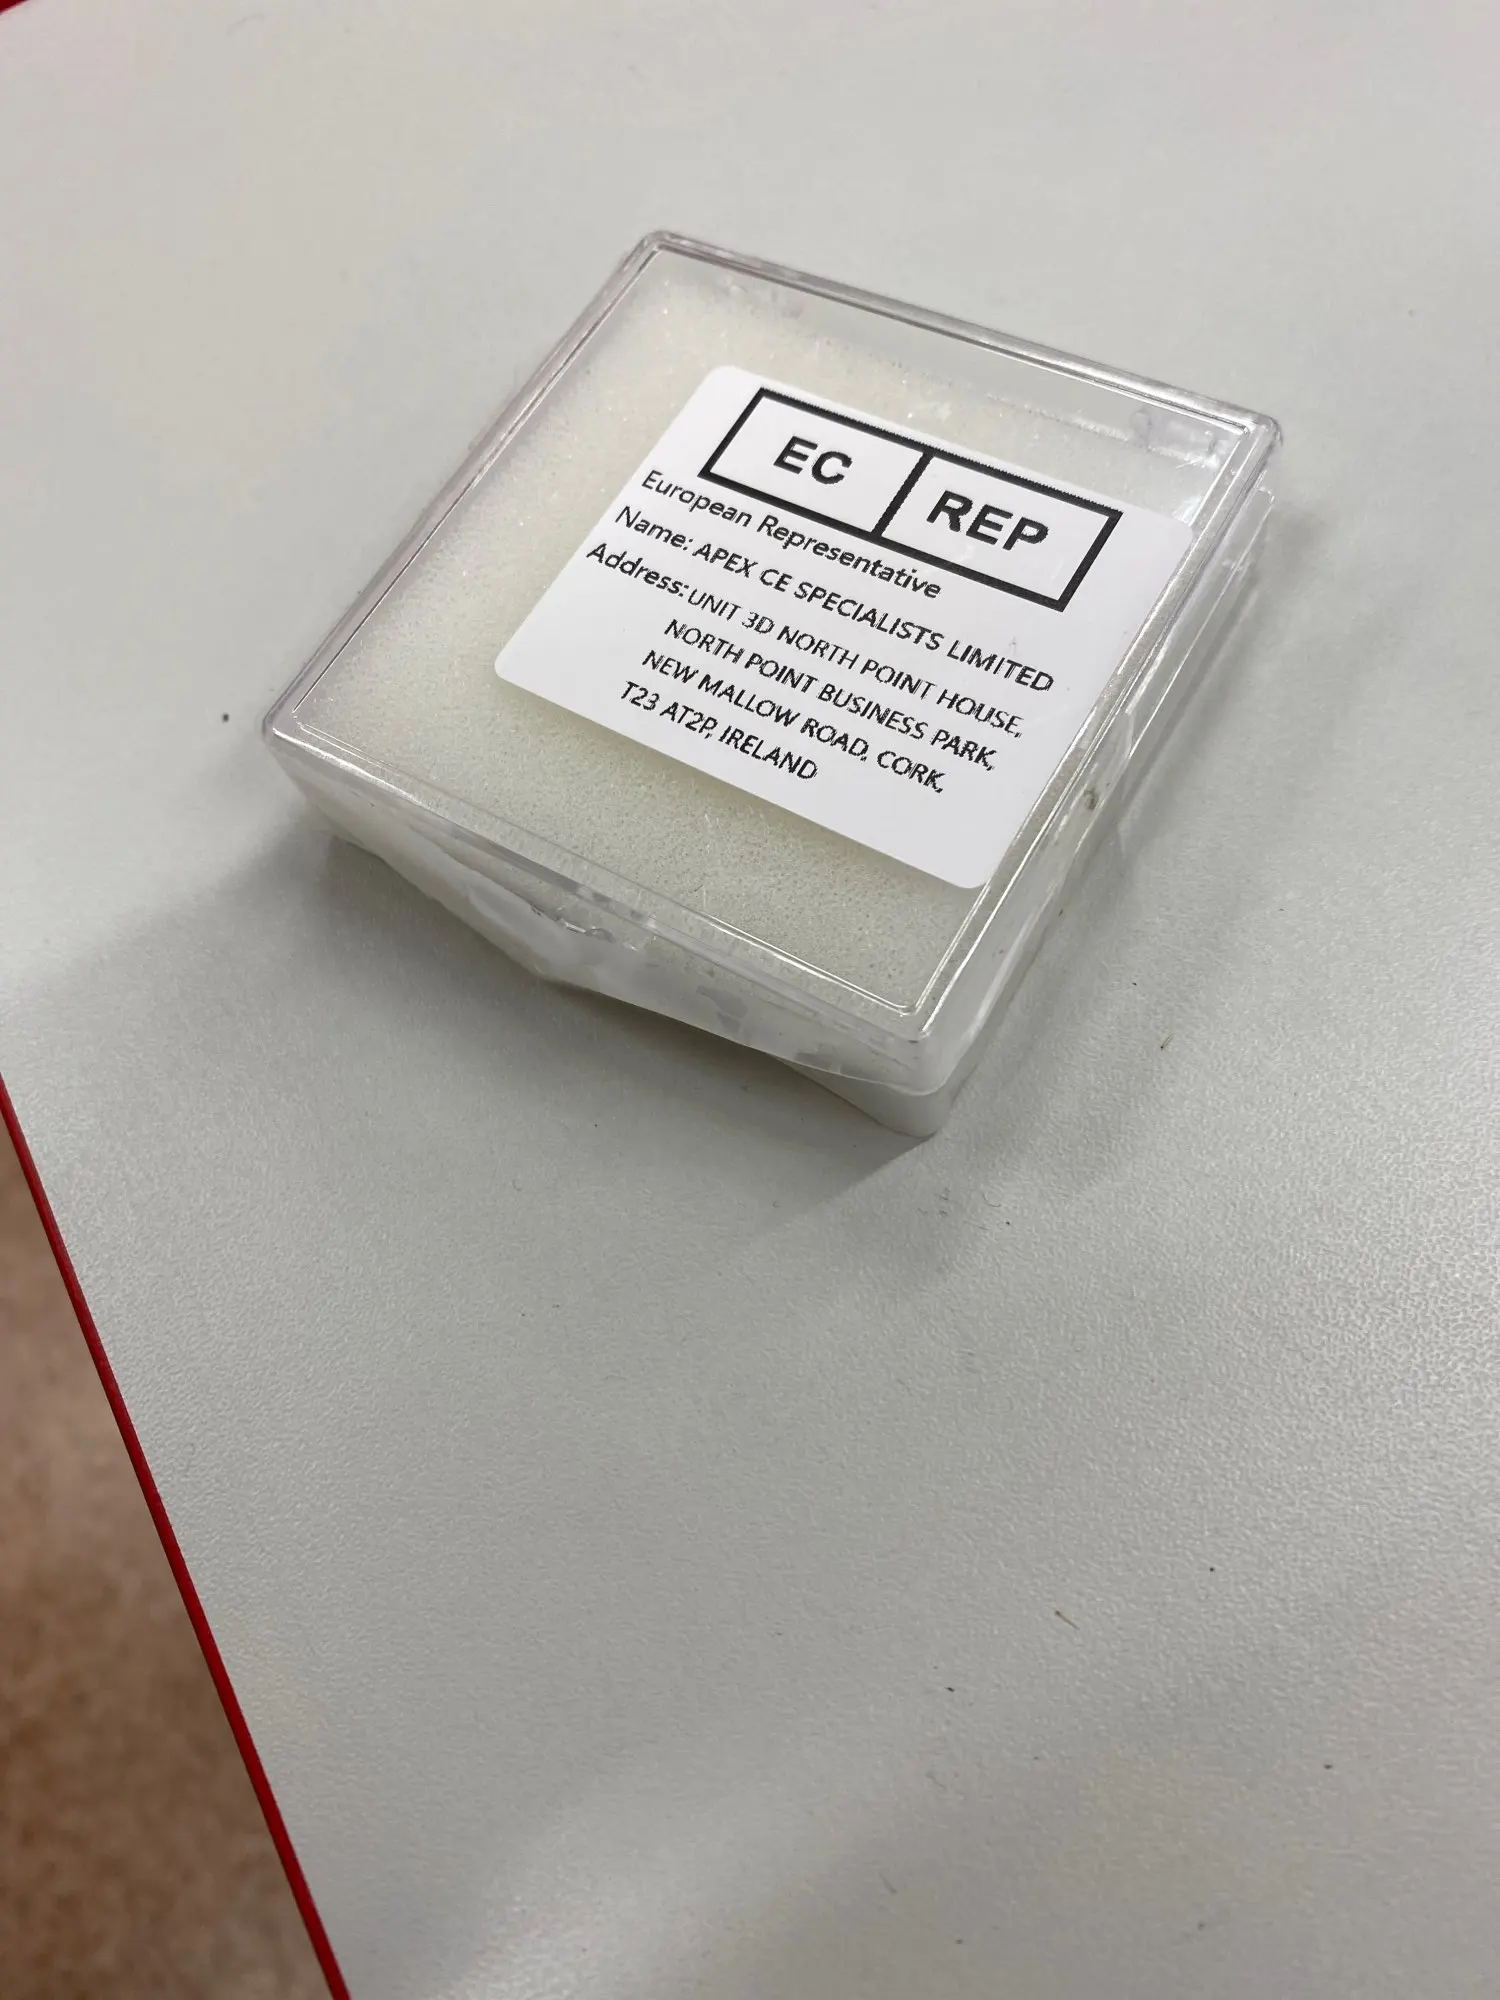 EC REP
European Representative
Name: APEX CE SPECIALISTS LIMITED
Address: UNIT 3D NORTH POINT HOUSE,
NORTH POINT BUSINESS PARK,
NEW MALLOW ROAD, CORK,
T23 AT2P, IRELAND